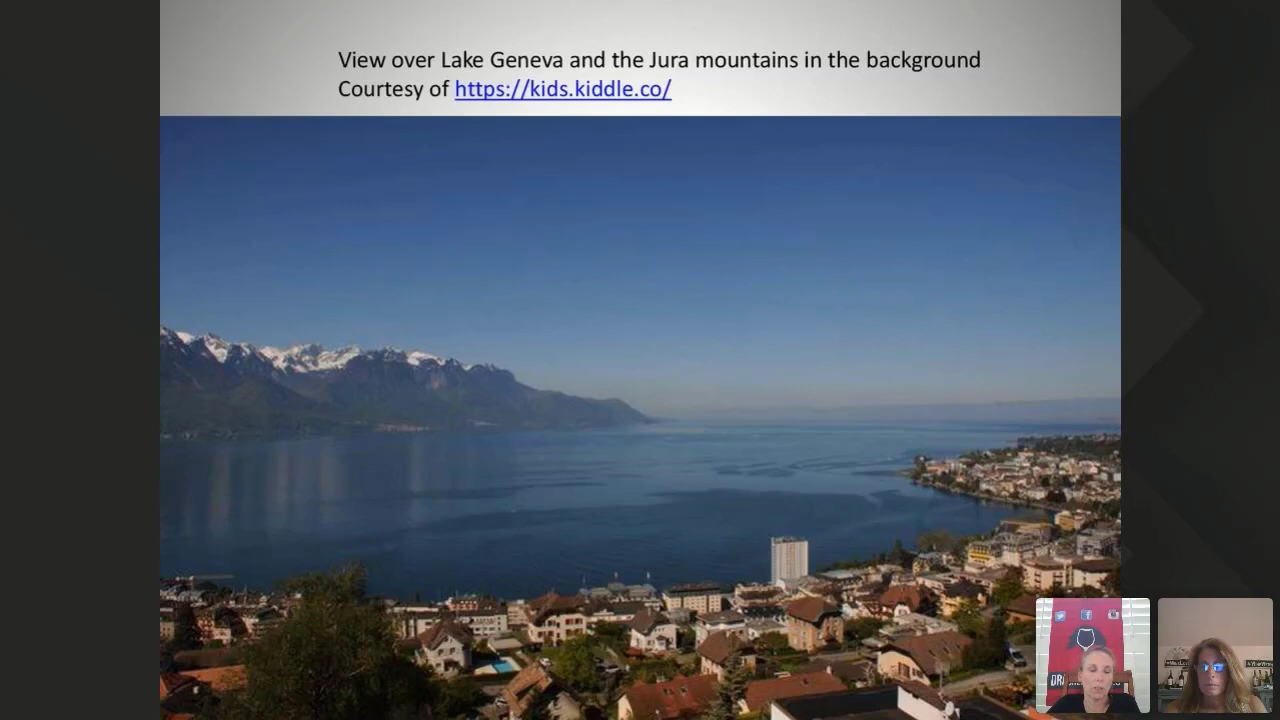 View over Lake Geneva and the Jura mountains in the background
Courtesy of https://kids.kiddle.co/